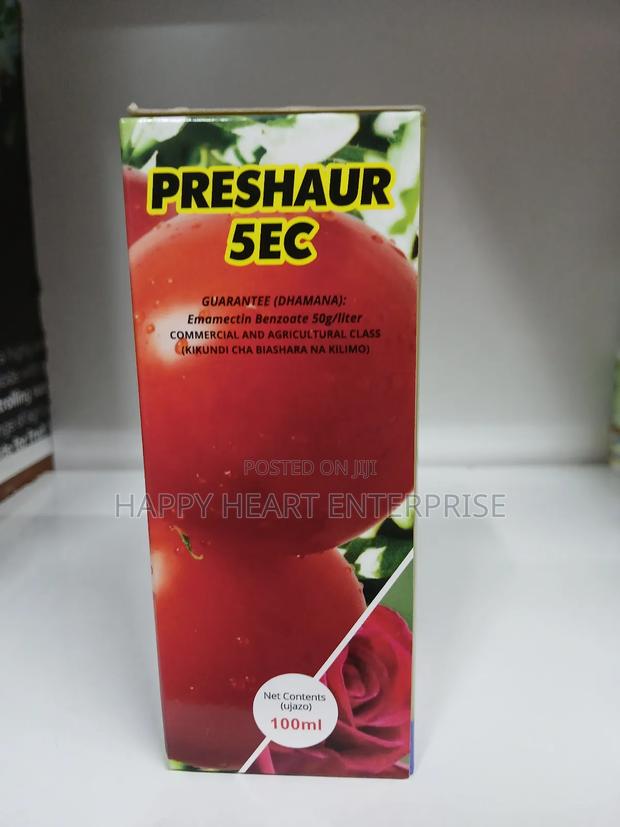 PRESHAUR
5EC
GUARANTEE (DHAMANA):
Emamectin Benzoate 50g/liter
COMMERCIAL AND AGRICULTURAL CLASS
(KIKUNDI CHA BIASHARA NA KILIMO)
POSTED ON JIJI
HAPPY HEART ENTERPRISE
Net Contents
(ujazo)
100ml